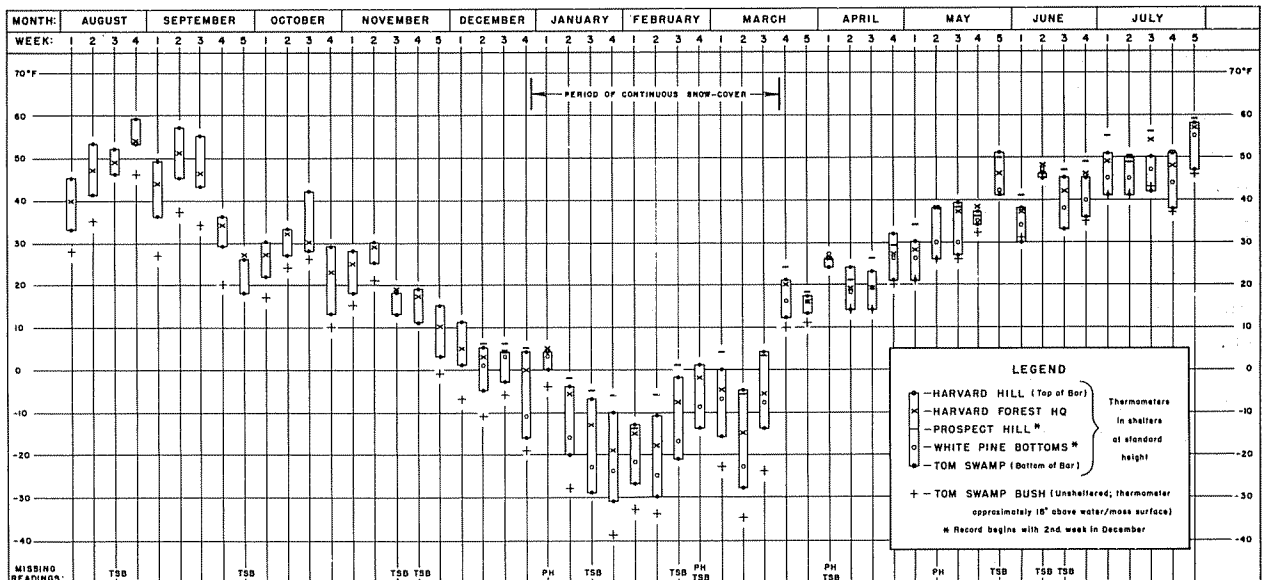 MONTH: AUGUST SEPTEMBER OCTOBER NOVEMBER DECEMBER JANUARY FEBRUARY MARCH APRIL MAY JUNE JULY
WEEK: 1 2 3 4 1 2 3 4 5 1 2 3 4 1 2 3 4 5 1 2 3 4 1 2 3 4 1 2 3 4 1 2 3 4 5 1 2 3 4 1 2 3 4 5 1 2 3 4 1 2 3 4 5
70°F 70°F
PERIOD OF CONTINUOUS SNOW-COVER
60 60
50 50
40 40
30 30
20 20
10 10
0 0
-10 -10
-20 -20
-30 -30
-40 -40
LEGEND
HARVARD HILL (Top of Bar)
HARVARD FOREST HQ
PROSPECT HILL *
WHITE PINE BOTTOMS *
TOM SWAMP (Bottom of Bar)
Thermometers
in shelters
at standard
height
+ - TOM SWAMP BUSH (Unsheltered; thermometer
approximately 18" above water/moss surface)
* Record begins with 2nd. week in December
MISSING
READINGS: TSB TSB TSB TSB PH TSB TSB PH TSB PH TSB PH TSB TSB TSB